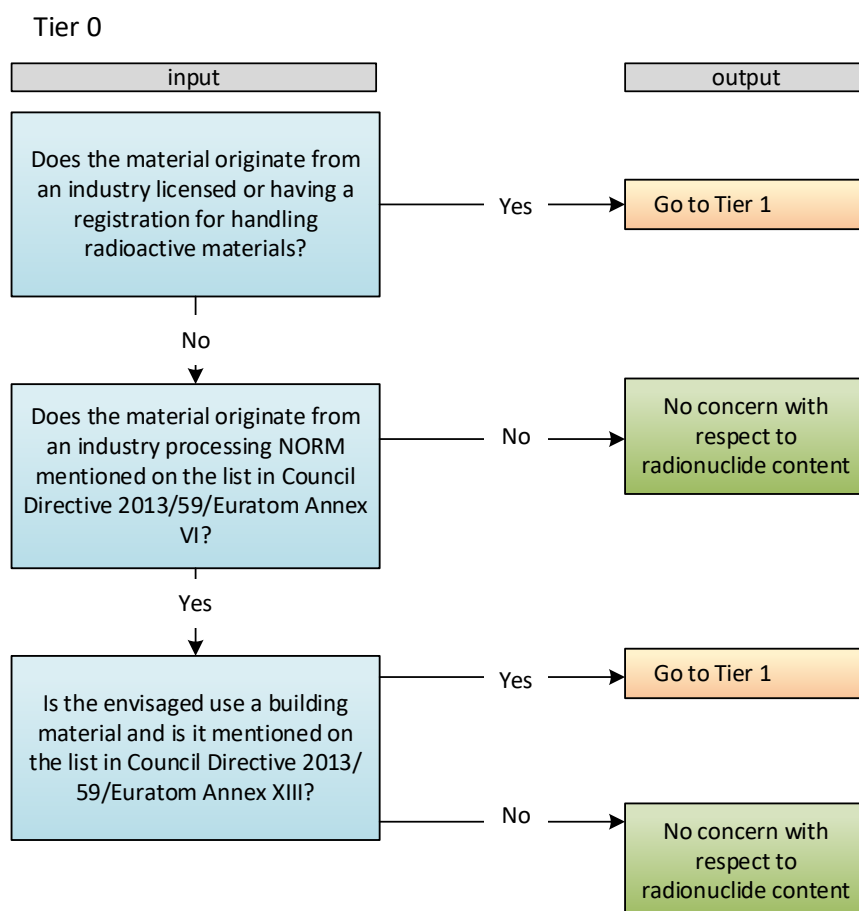 Tier 0
input
output
Does the material originate from
an industry licensed or having a
registration for handling
radioactive materials?
Yes
Go to Tier 1
No
Does the material originate from
an industry processing NORM
mentioned on the list in Council
Directive 2013/59/Euratom Annex
VI?
No
No concern with
respect to
radionuclide content
Yes
Is the envisaged use a building
material and is it mentioned on
the list in Council Directive 2013/
59/Euratom Annex XIII?
Yes
Go to Tier 1
No
No concern with
respect to
radionuclide content